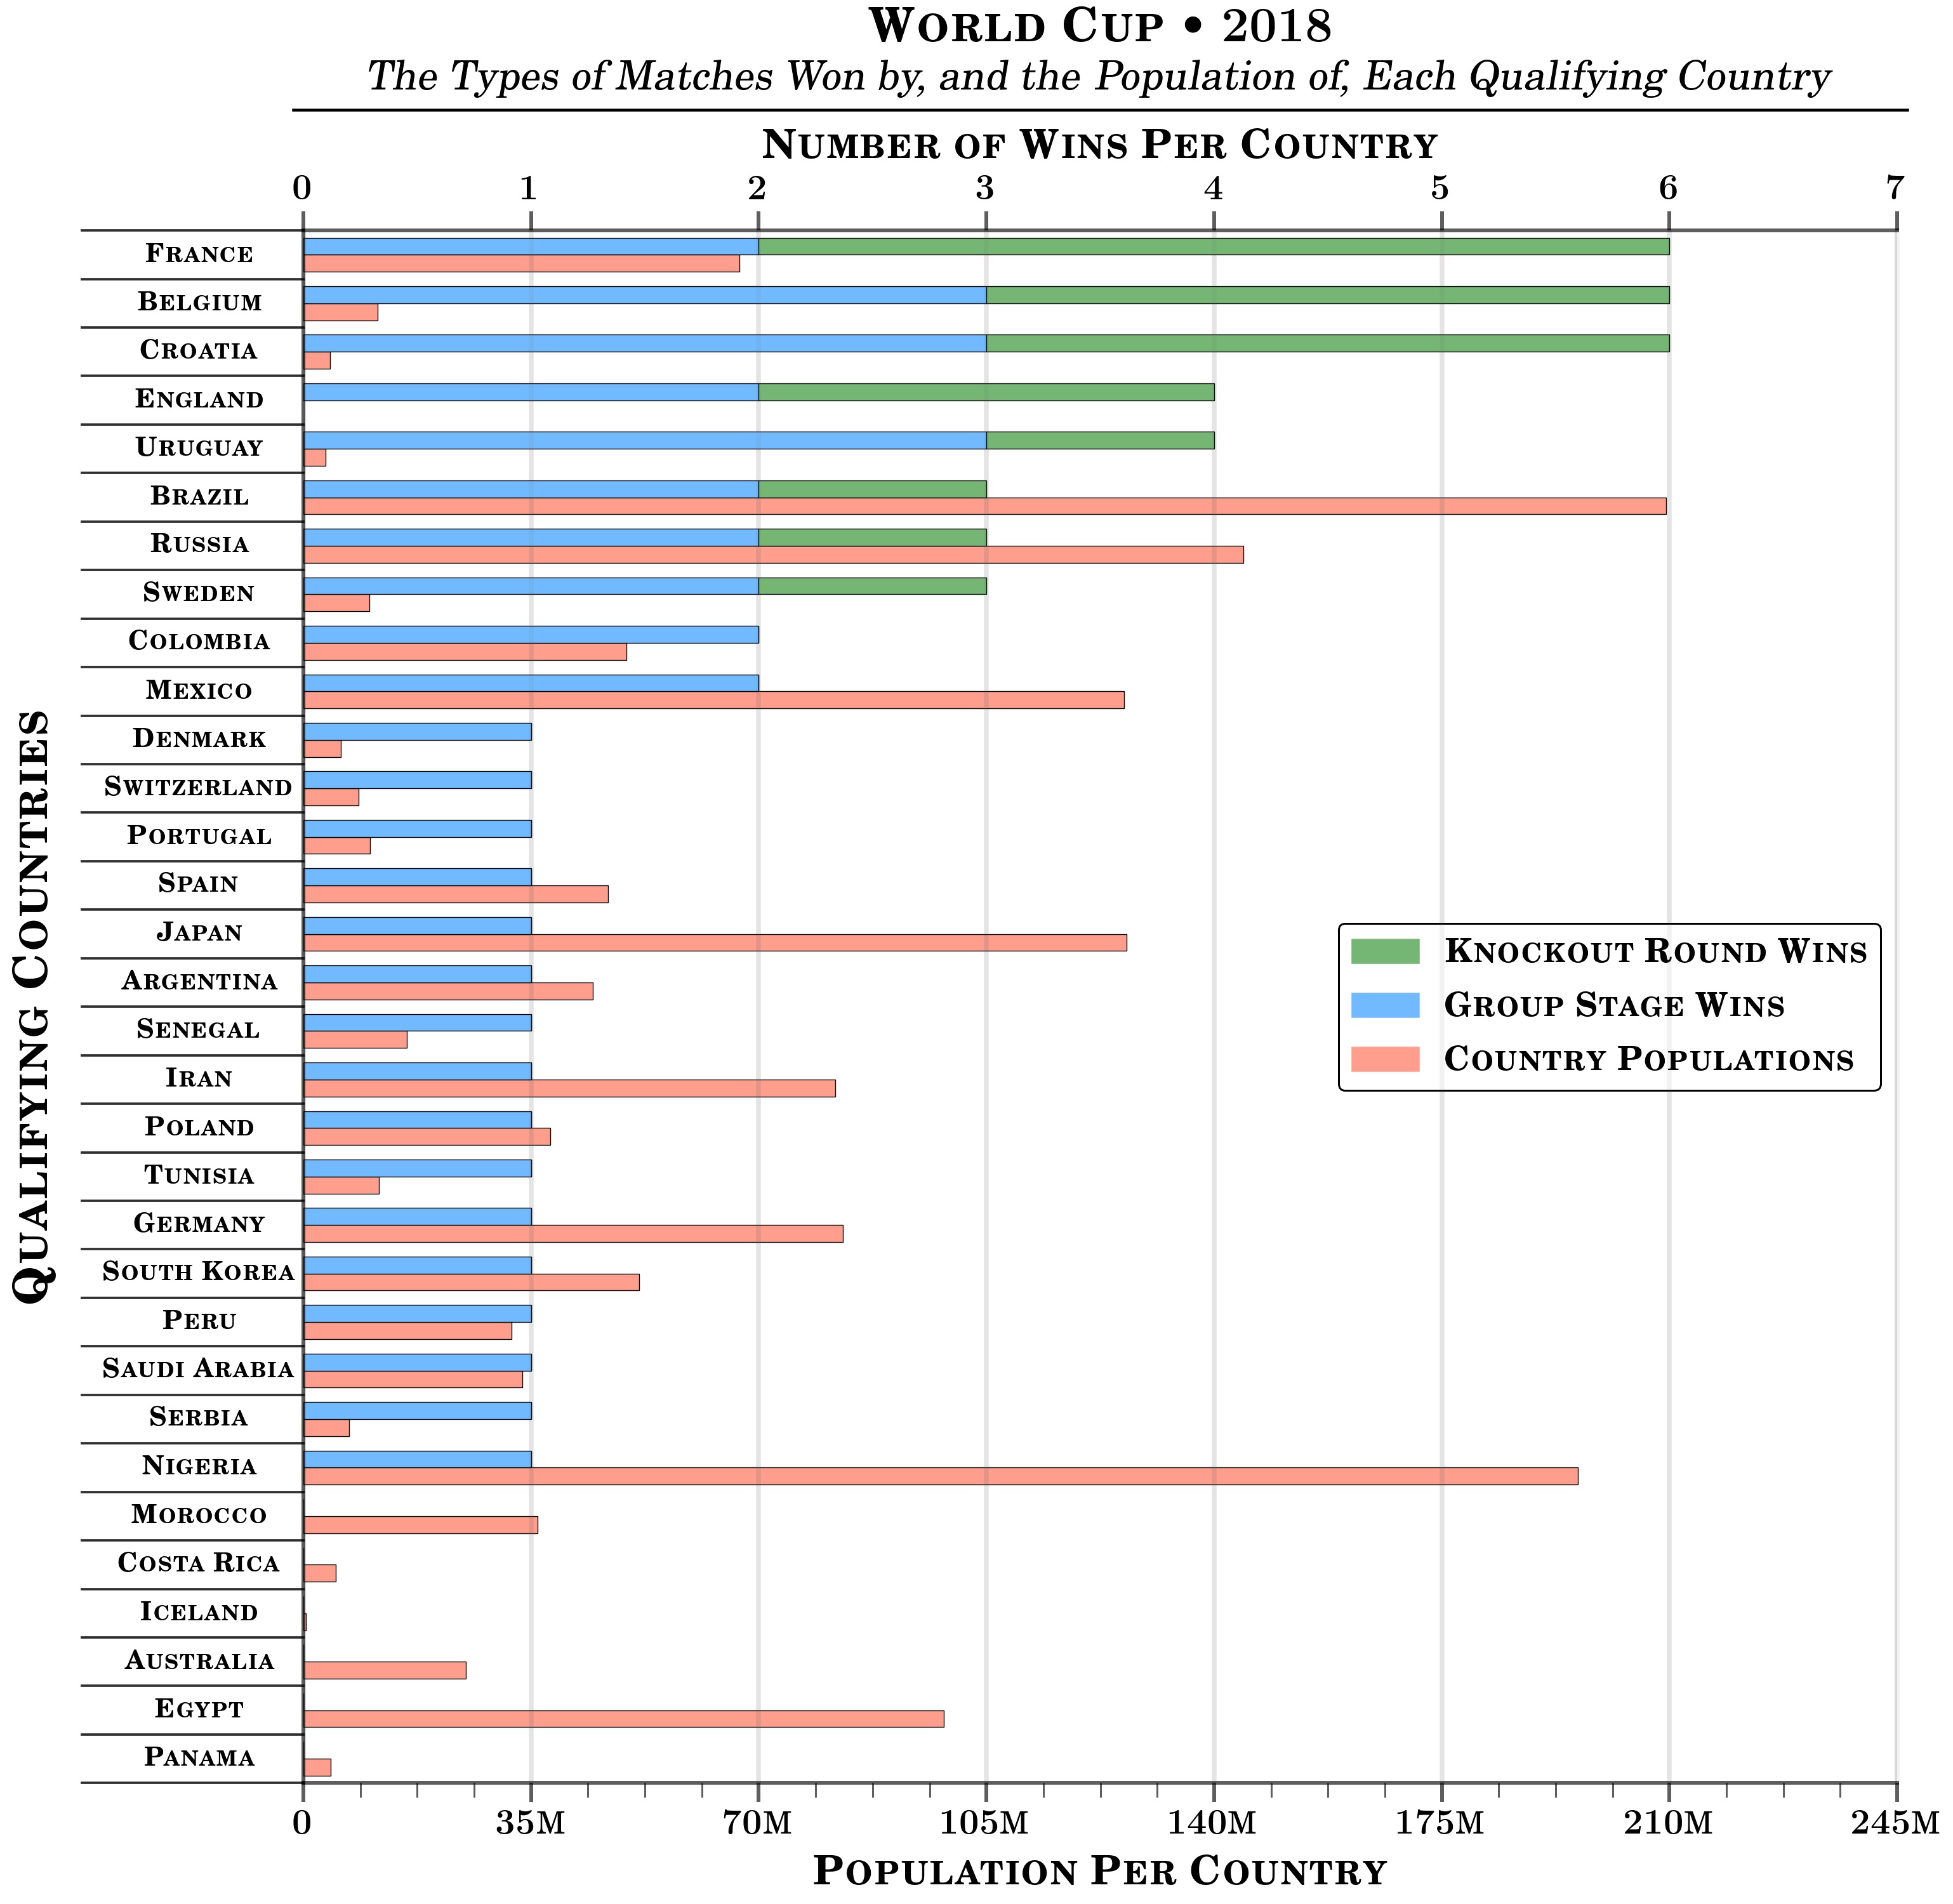 World Cup • 2018
The Types of Matches Won by, and the Population of, Each Qualifying Country
Number of Wins Per Country
0 1 2 3 4 5 6 7
Qualifying Countries
France
Belgium
Croatia
England
Uruguay
Brazil
Russia
Sweden
Colombia
Mexico
Denmark
Switzerland
Portugal
Spain
Japan
Argentina
Senegal
Iran
Poland
Tunisia
Germany
South Korea
Peru
Saudi Arabia
Serbia
Nigeria
Morocco
Costa Rica
Iceland
Australia
Egypt
Panama
Knockout Round Wins
Group Stage Wins
Country Populations
0 35M 70M 105M 140M 175M 210M 245M
Population Per Country